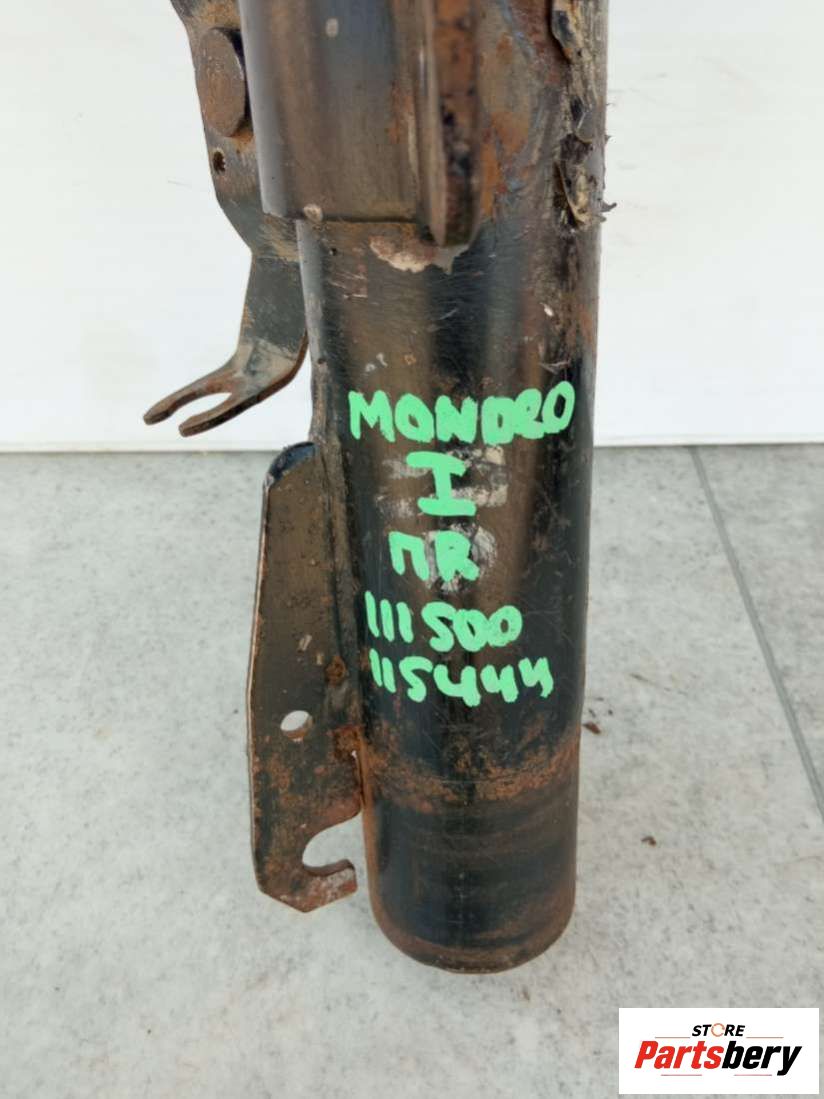 MONDEO
I
ПR
111500
115444
STORE
Partsbery